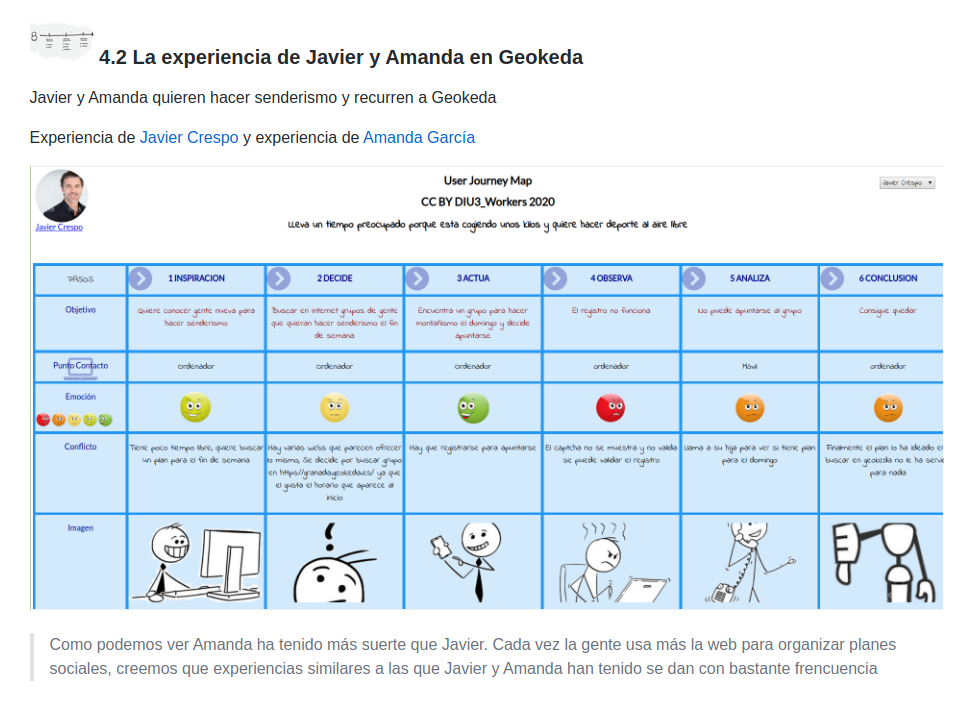 8
4.2 La experiencia de Javier y Amanda en Geokeda
Javier y Amanda quieren hacer senderismo y recurren a Geokeda
Experiencia de Javier Crespo y experiencia de Amanda García
User Journey Map
CC BY DIU3_Workers 2020
Javier Crespo
Javier Crespo
Lleva un tiempo preocupado porque esta cogiendo unos kilos y quiere hacer deporte al aire libre
PASOS
1 INSPIRACION
2 DECIDE
3 ACTUA
4 OBSERVA
5 ANALIZA
6 CONCLUSION
Objetivo
Quiere conocer gente nueva para
hacer senderismo
Buscar en internet grupos de gente
que quieran hacer senderismo el fin
de semana
Encuentra un grupo para hacer
montañismo el domingo y decide
apuntarse
El registro no funciona
No puede apuntarse al grupo
Consigue quedar
Punto Contacto
ordenador
ordenador
ordenador
ordenador
Móvil
ordenador
Emoción
Conflicto
Tiene poco tiempo libre, quiere buscar
un plan para el fin de semana
Hay varias webs que parecen ofrecer
lo mismo, Se decide por buscar grupo
en https://granada.geokeda.es/ ya que
el gusta el horario que aparece al
inicio
Hay que registrarse para apuntarse
El captcha no se muestra y no valida
se puede validar el registro
Llama a su hija para ver si tiene plan
para el domingo
Finalmente el plan lo ha ideado el
buscar en geokeda no le ha servi
para nada
Imagen
Como podemos ver Amanda ha tenido más suerte que Javier. Cada vez la gente usa más la web para organizar planes
sociales, creemos que experiencias similares a las que Javier y Amanda han tenido se dan con bastante frencuencia